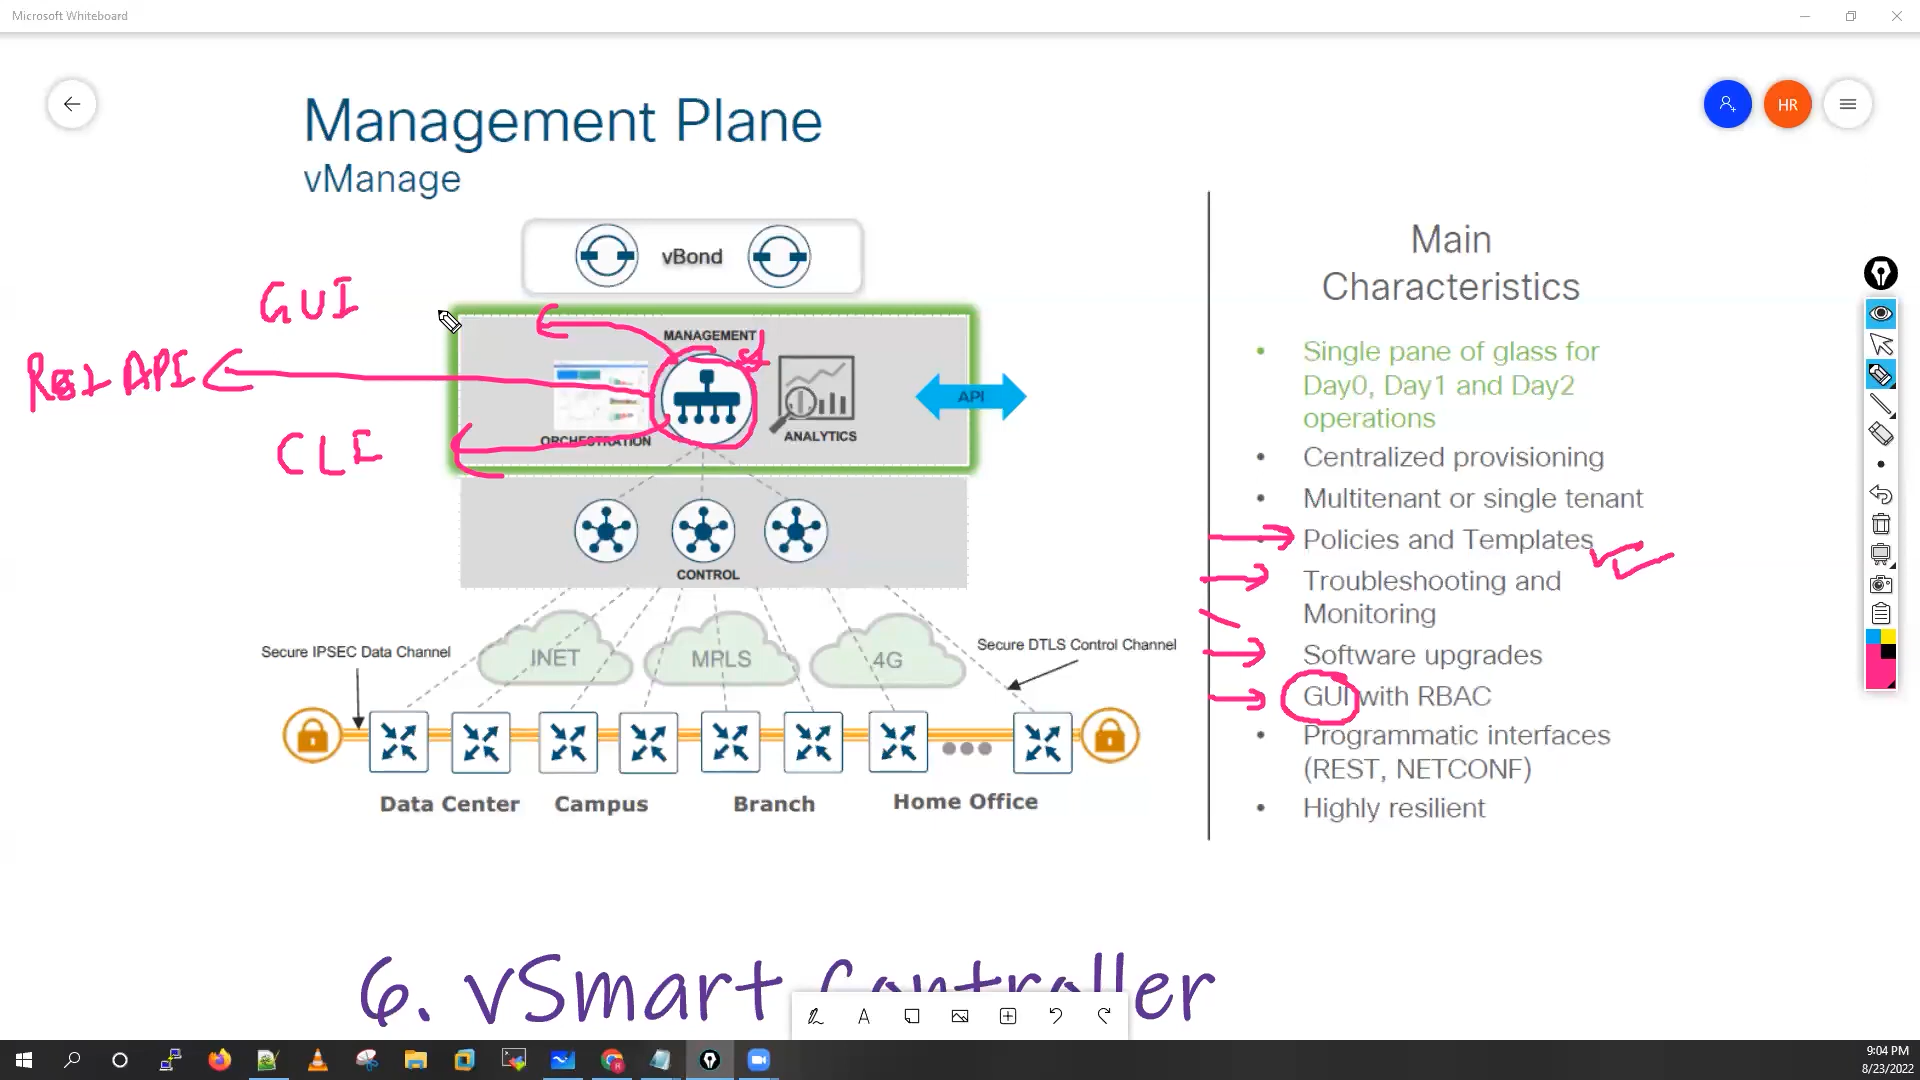 Microsoft Whiteboard
HR
Management Plane
vManage
vBond
MANAGEMENT
ORCHESTRATION
ANALYTICS
API
CONTROL
GUI
Rest API
CLI
Secure IPSEC Data Channel
INET
MPLS
4G
Secure DTLS Control Channel
Data Center
Campus
Branch
Home Office
Main
Characteristics
• Single pane of glass for
Day0, Day1 and Day2
operations
• Centralized provisioning
• Multitenant or single tenant
Policies and Templates
Troubleshooting and
Monitoring
Software upgrades
GUI with RBAC
• Programmatic interfaces
(REST, NETCONF)
• Highly resilient
6. vSmart Controller
9:04 PM
8/23/2022